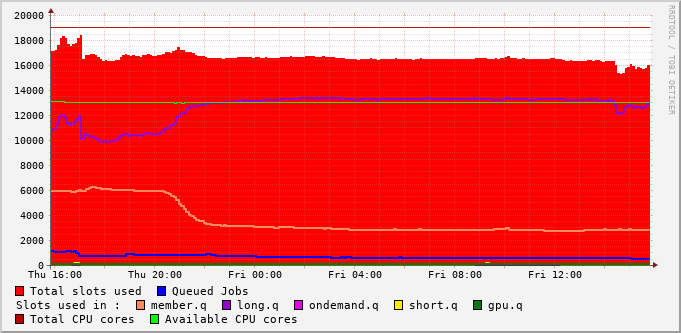 20000
18000
16000
14000
12000
10000
8000
6000
4000
2000
0
Thu 16:00 Thu 20:00 Fri 00:00 Fri 04:00 Fri 08:00 Fri 12:00
Total slots used Queued Jobs
Slots used in : member.q long.q ondemand.q short.q gpu.q
Total CPU cores Available CPU cores
RRDTOOL / TOBI OETIKER